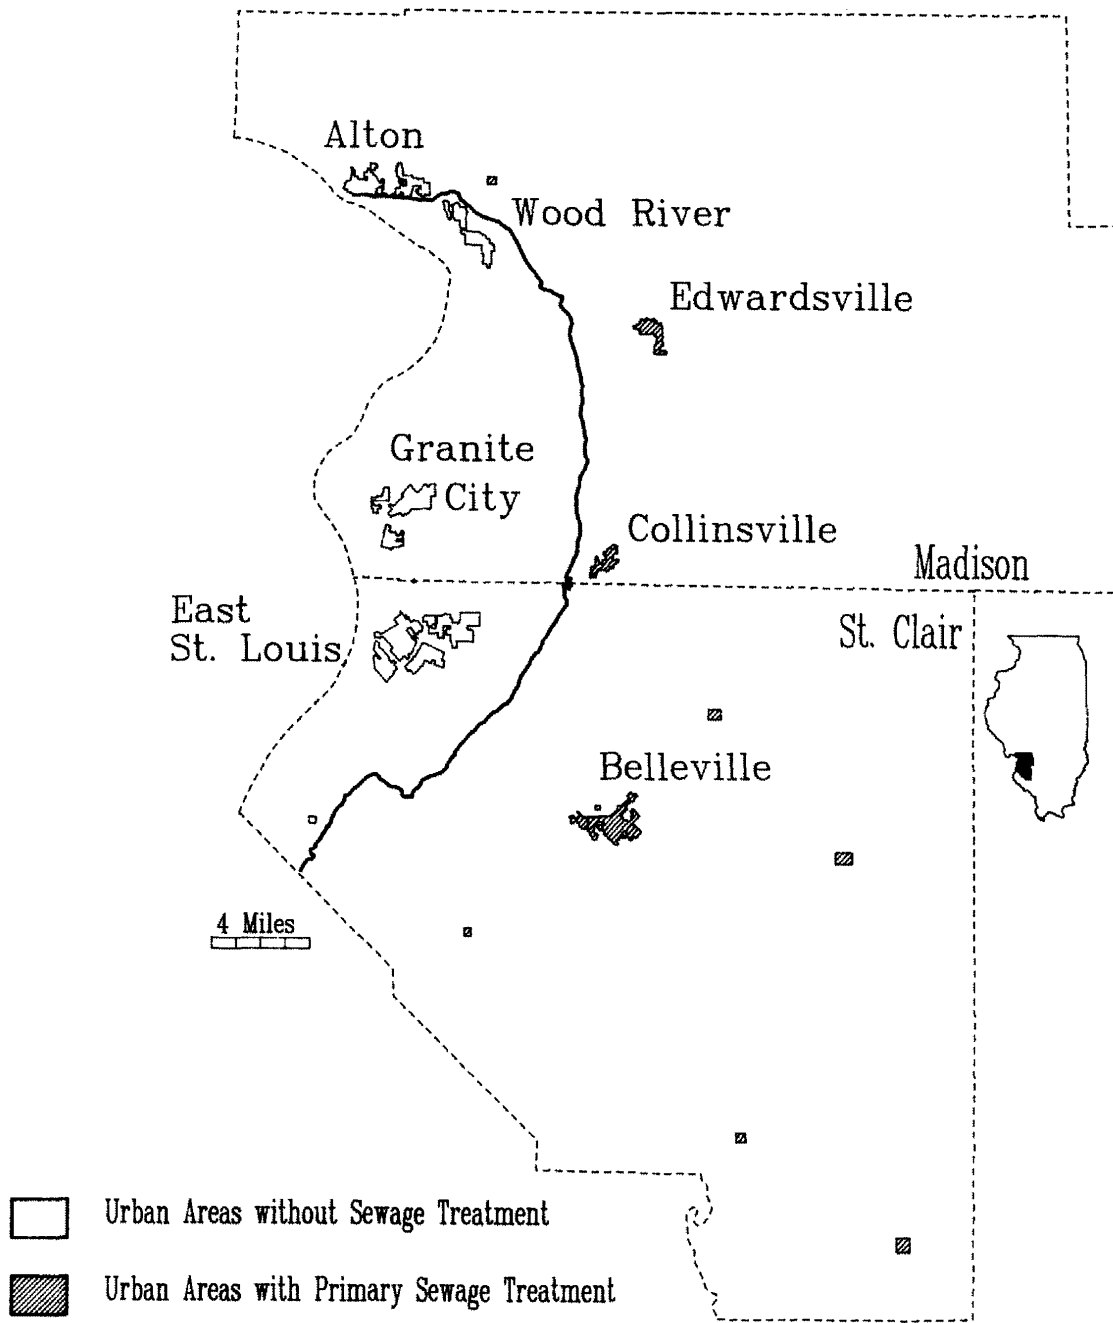 Alton
Wood River
Edwardsville
Granite
City
Collinsville
Madison
East
St. Louis
St. Clair
Belleville
4 Miles
Urban Areas without Sewage Treatment
Urban Areas with Primary Sewage Treatment